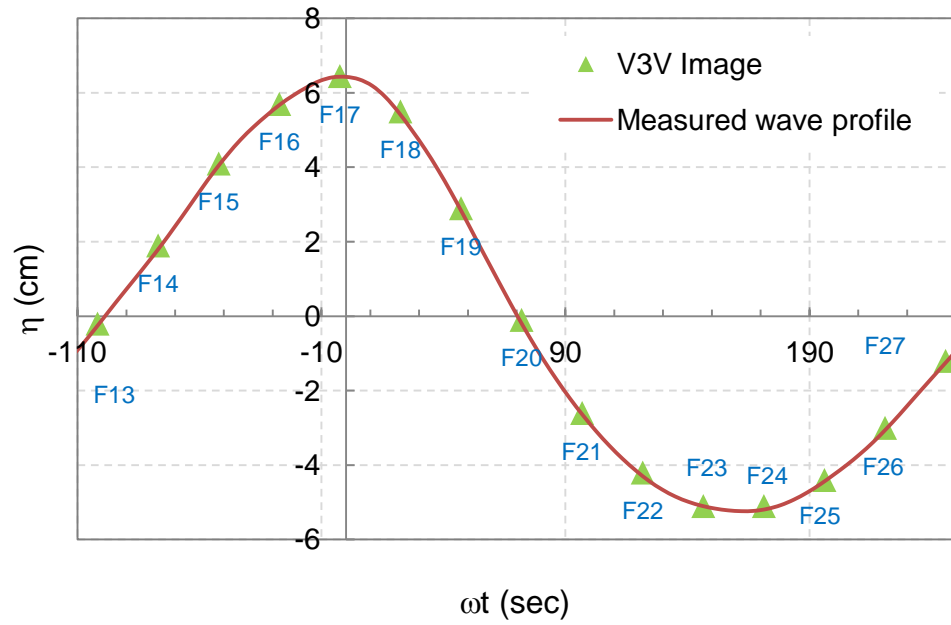 8
V3V Image
Measured wave profile
6
4
2
0
-2
-4
-6
-110
-10
90
190
F13
F14
F15
F16
F17
F18
F19
F20
F21
F22
F23
F24
F25
F26
F27
η (cm)
ωt (sec)